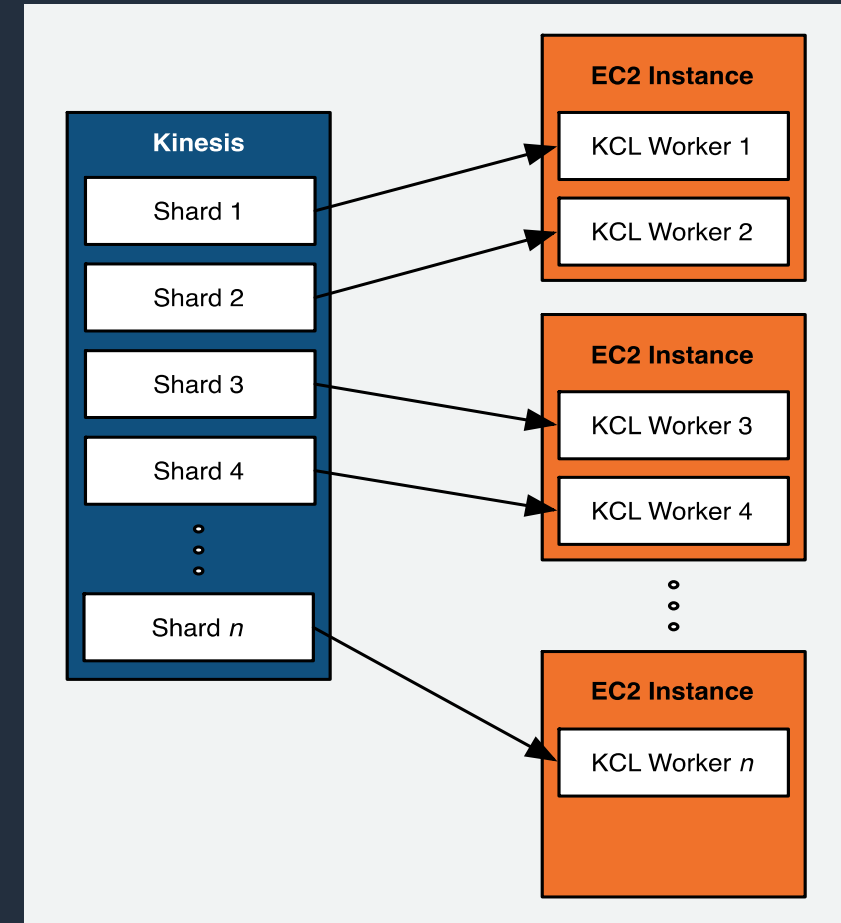 Kinesis
Shard 1
Shard 2
Shard 3
Shard 4
Shard n
EC2 Instance
KCL Worker 1
KCL Worker 2
EC2 Instance
KCL Worker 3
KCL Worker 4
EC2 Instance
KCL Worker n